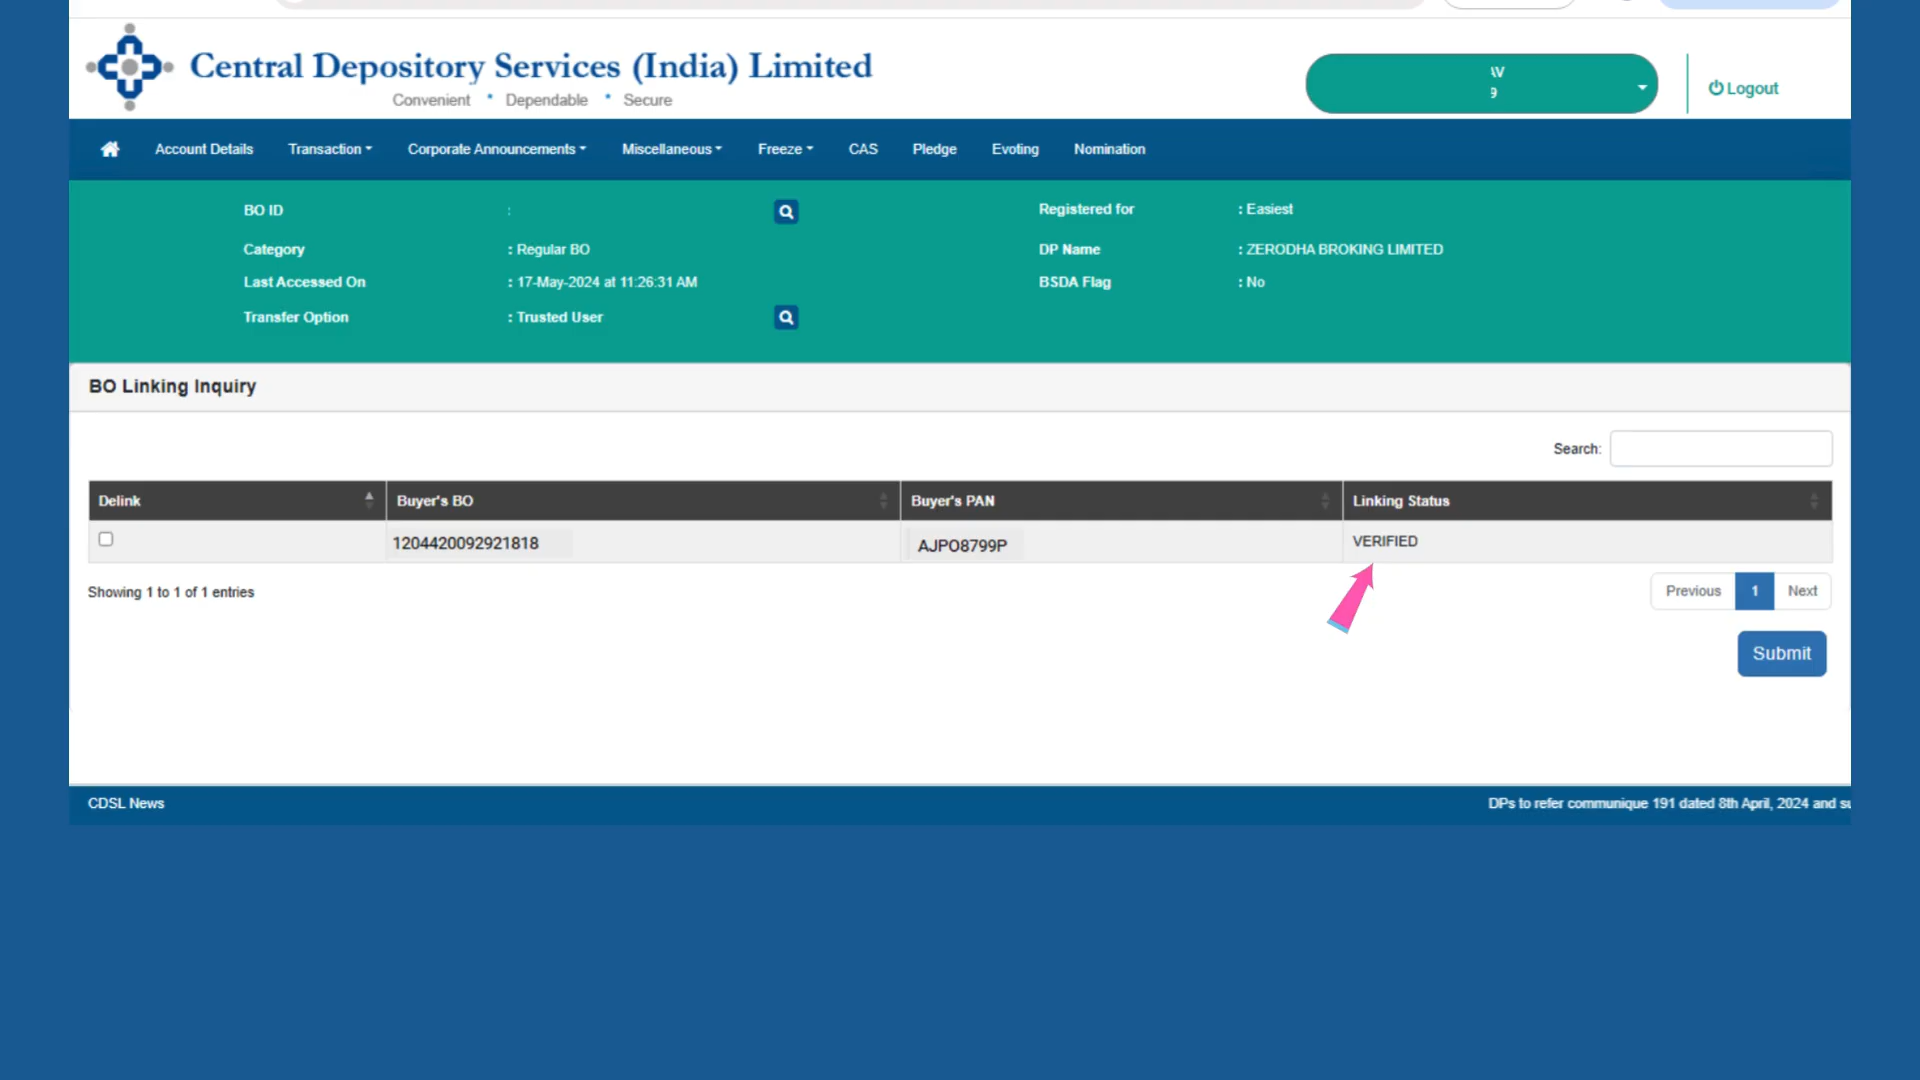 Central Depository Services (India) Limited
Convenient • Dependable • Secure
Logout
Account Details Transaction Corporate Announcements Miscellaneous Freeze CAS Pledge Evoting Nomination
BO ID : Registered for : Easiest
Category : Regular BO DP Name : ZERODHA BROKING LIMITED
Last Accessed On : 17-May-2024 at 11:26:31 AM BSDA Flag : No
Transfer Option : Trusted User
BO Linking Inquiry
Search:
Delink Buyer's BO Buyer's PAN Linking Status
1204420092921818 AJPO8799P VERIFIED
Showing 1 to 1 of 1 entries Previous 1 Next
Submit
CDSL News DPs to refer communique 191 dated 8th April, 2024 and